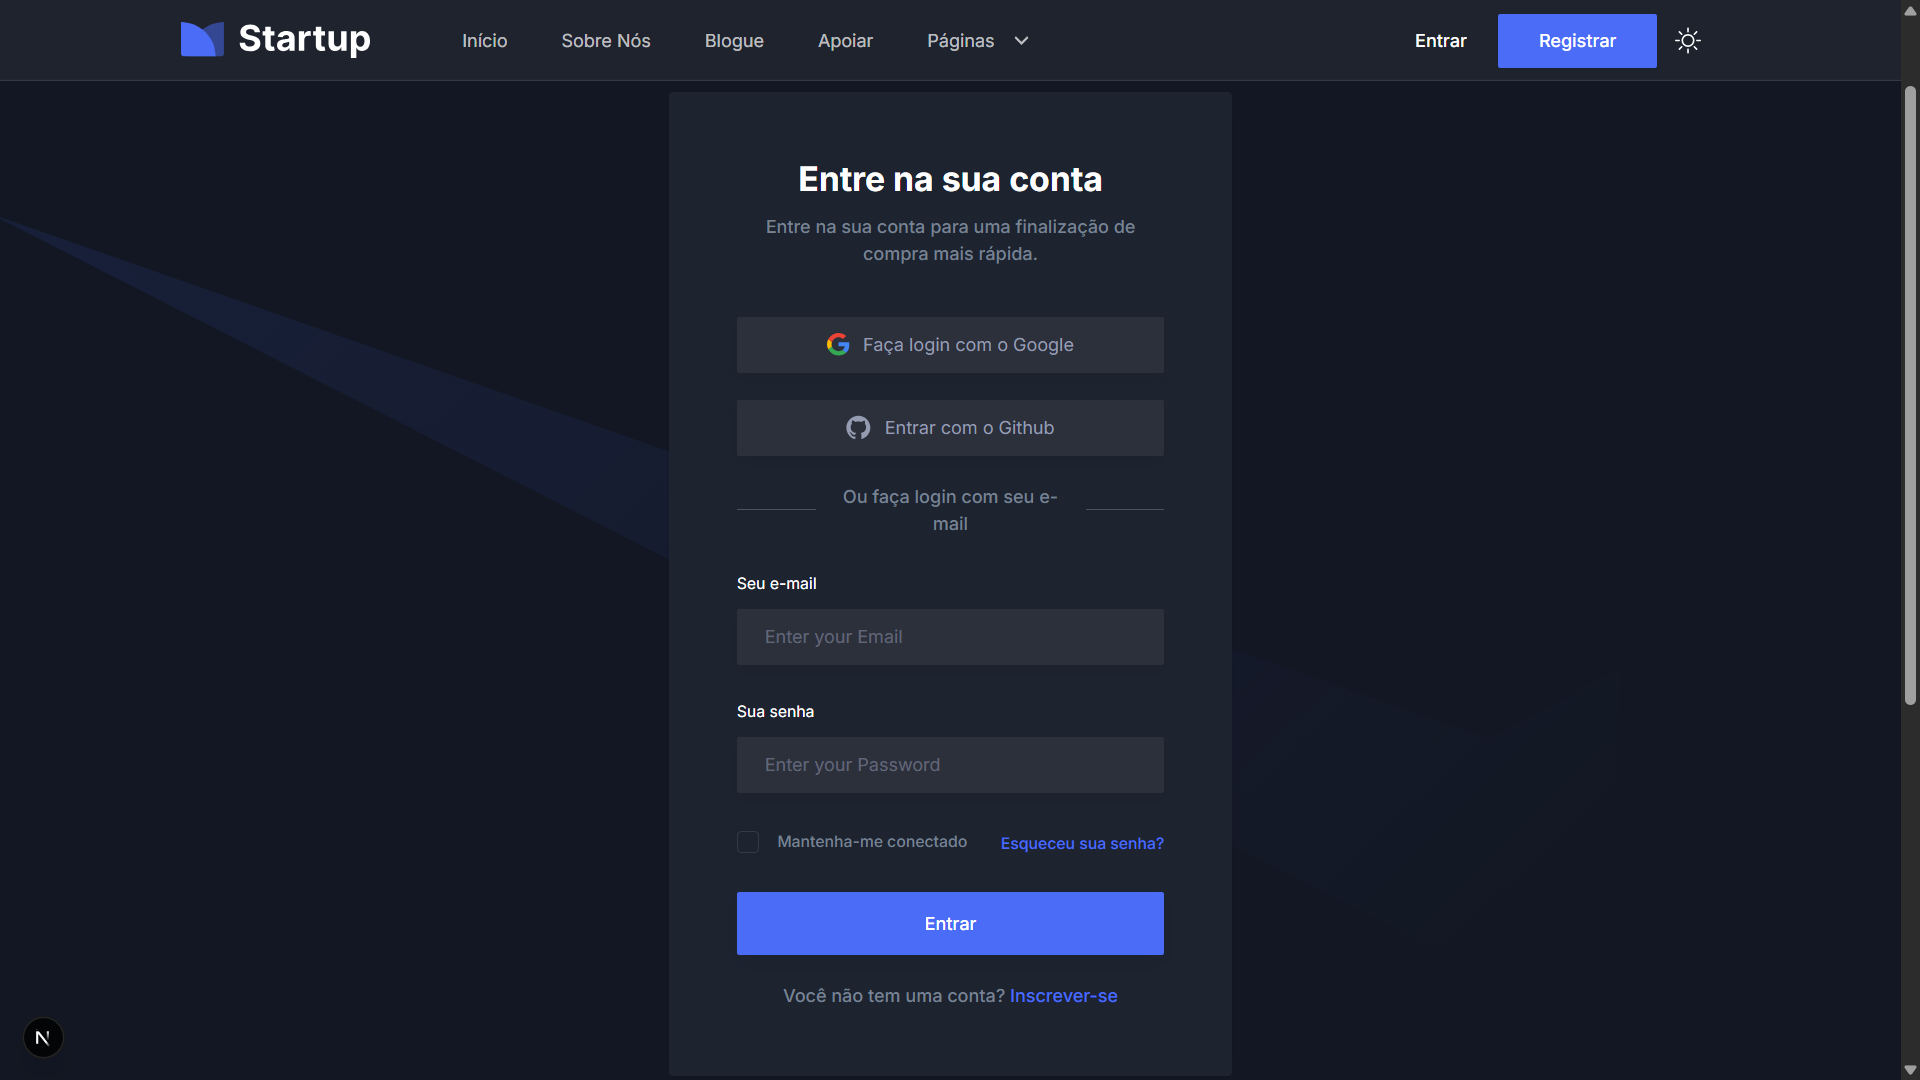 Startup
Início
Sobre Nós
Blogue
Apoiar
Páginas
Entrar
Registrar
Entre na sua conta
Entre na sua conta para uma finalização de
compra mais rápida.
Faça login com o Google
Entrar com o Github
Ou faça login com seu e-
mail
Seu e-mail
Enter your Email
Sua senha
Enter your Password
Mantenha-me conectado
Esqueceu sua senha?
Entrar
Você não tem uma conta? Inscrever-se
N